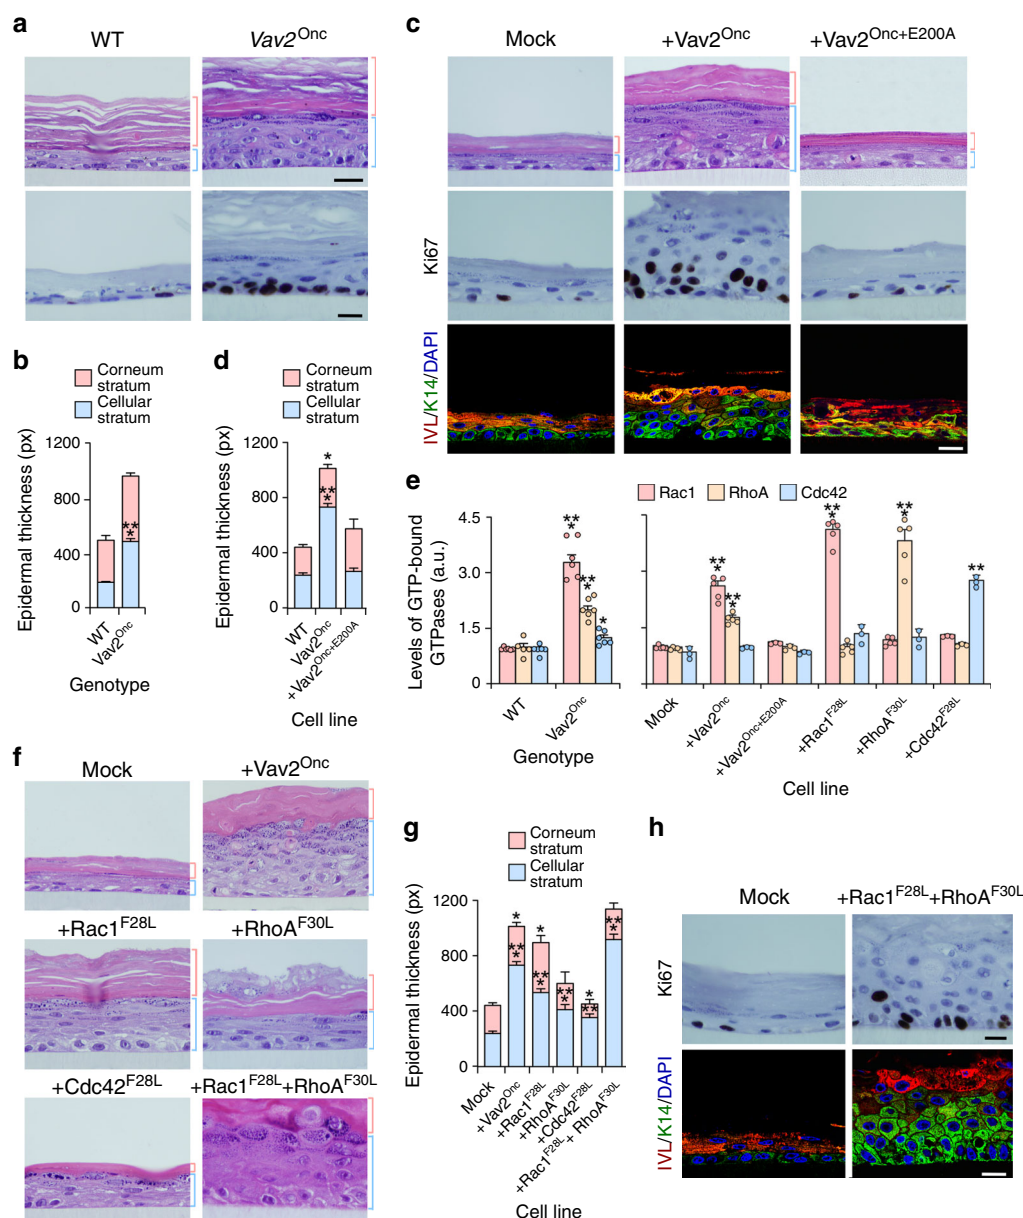 a
WT
Vav2Onc
b
Corneum stratum
Cellular stratum
Epidermal thickness (px)
1200
800
400
0
***
WT
Vav2Onc
Genotype
d
Corneum stratum
Cellular stratum
Epidermal thickness (px)
1200
800
400
0
*
***
WT
Vav2Onc
+Vav2Onc+E200A
Cell line
c
Mock
+Vav2Onc
+Vav2Onc+E200A
Ki67
IVL/K14/DAPI
e
Rac1
RhoA
Cdc42
Levels of GTP-bound
GTPases (a.u.)
4.5
3.0
1.5
0
***
***
*
WT
Vav2Onc
Genotype
***
***
***
***
**
Mock
+Vav2Onc
+Vav2Onc+E200A
+Rac1F28L
+RhoAF30L
+Cdc42F28L
Cell line
f
Mock
+Vav2Onc
+Rac1F28L
+RhoAF30L
+Cdc42F28L
+Rac1F28L+RhoAF30L
g
Corneum stratum
Cellular stratum
Epidermal thickness (px)
1200
800
400
0
*
***
*
***
***
*
***
***
Mock
+Vav2Onc
+Rac1F28L
+RhoAF30L
+Cdc42F28L
+Rac1F28L + RhoAF30L
Cell line
h
Mock
+Rac1F28L+RhoAF30L
Ki67
IVL/K14/DAPI